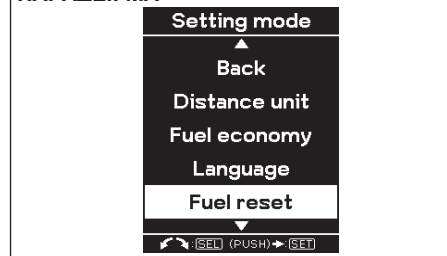 Setting mode
Back
Distance unit
Fuel economy
Language
Fuel reset
:SEL (PUSH)➔:SET